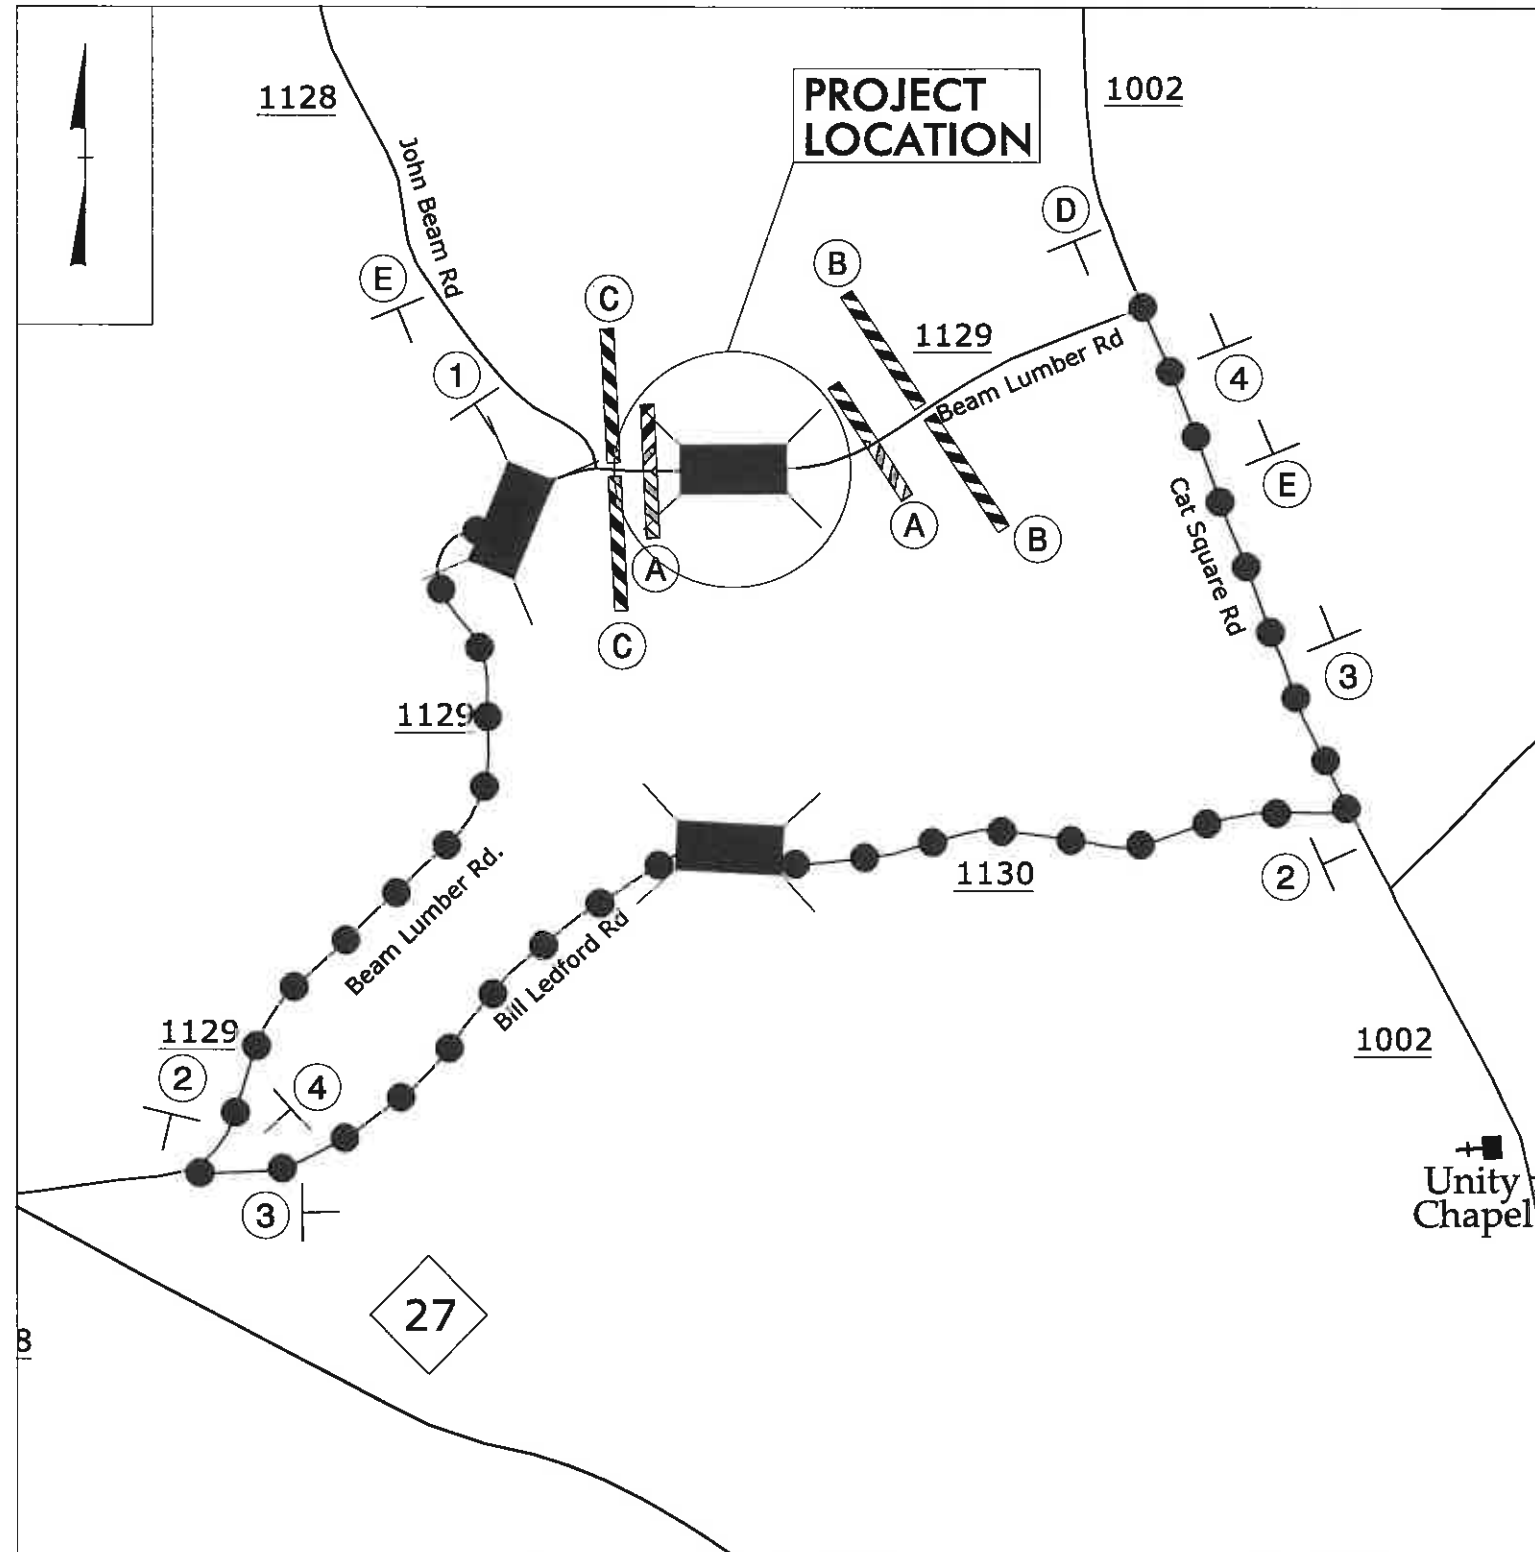 1128
John Beam Rd
PROJECT
LOCATION
1002
D
B
E
C
1129
Beam Lumber Rd
1
4
E
Cat Square Rd
A
A
B
C
3
1129
1130
2
Beam Lumber Rd.
Bill Ledford Rd
1129
2
4
1002
3
Unity
Chapel
27
8